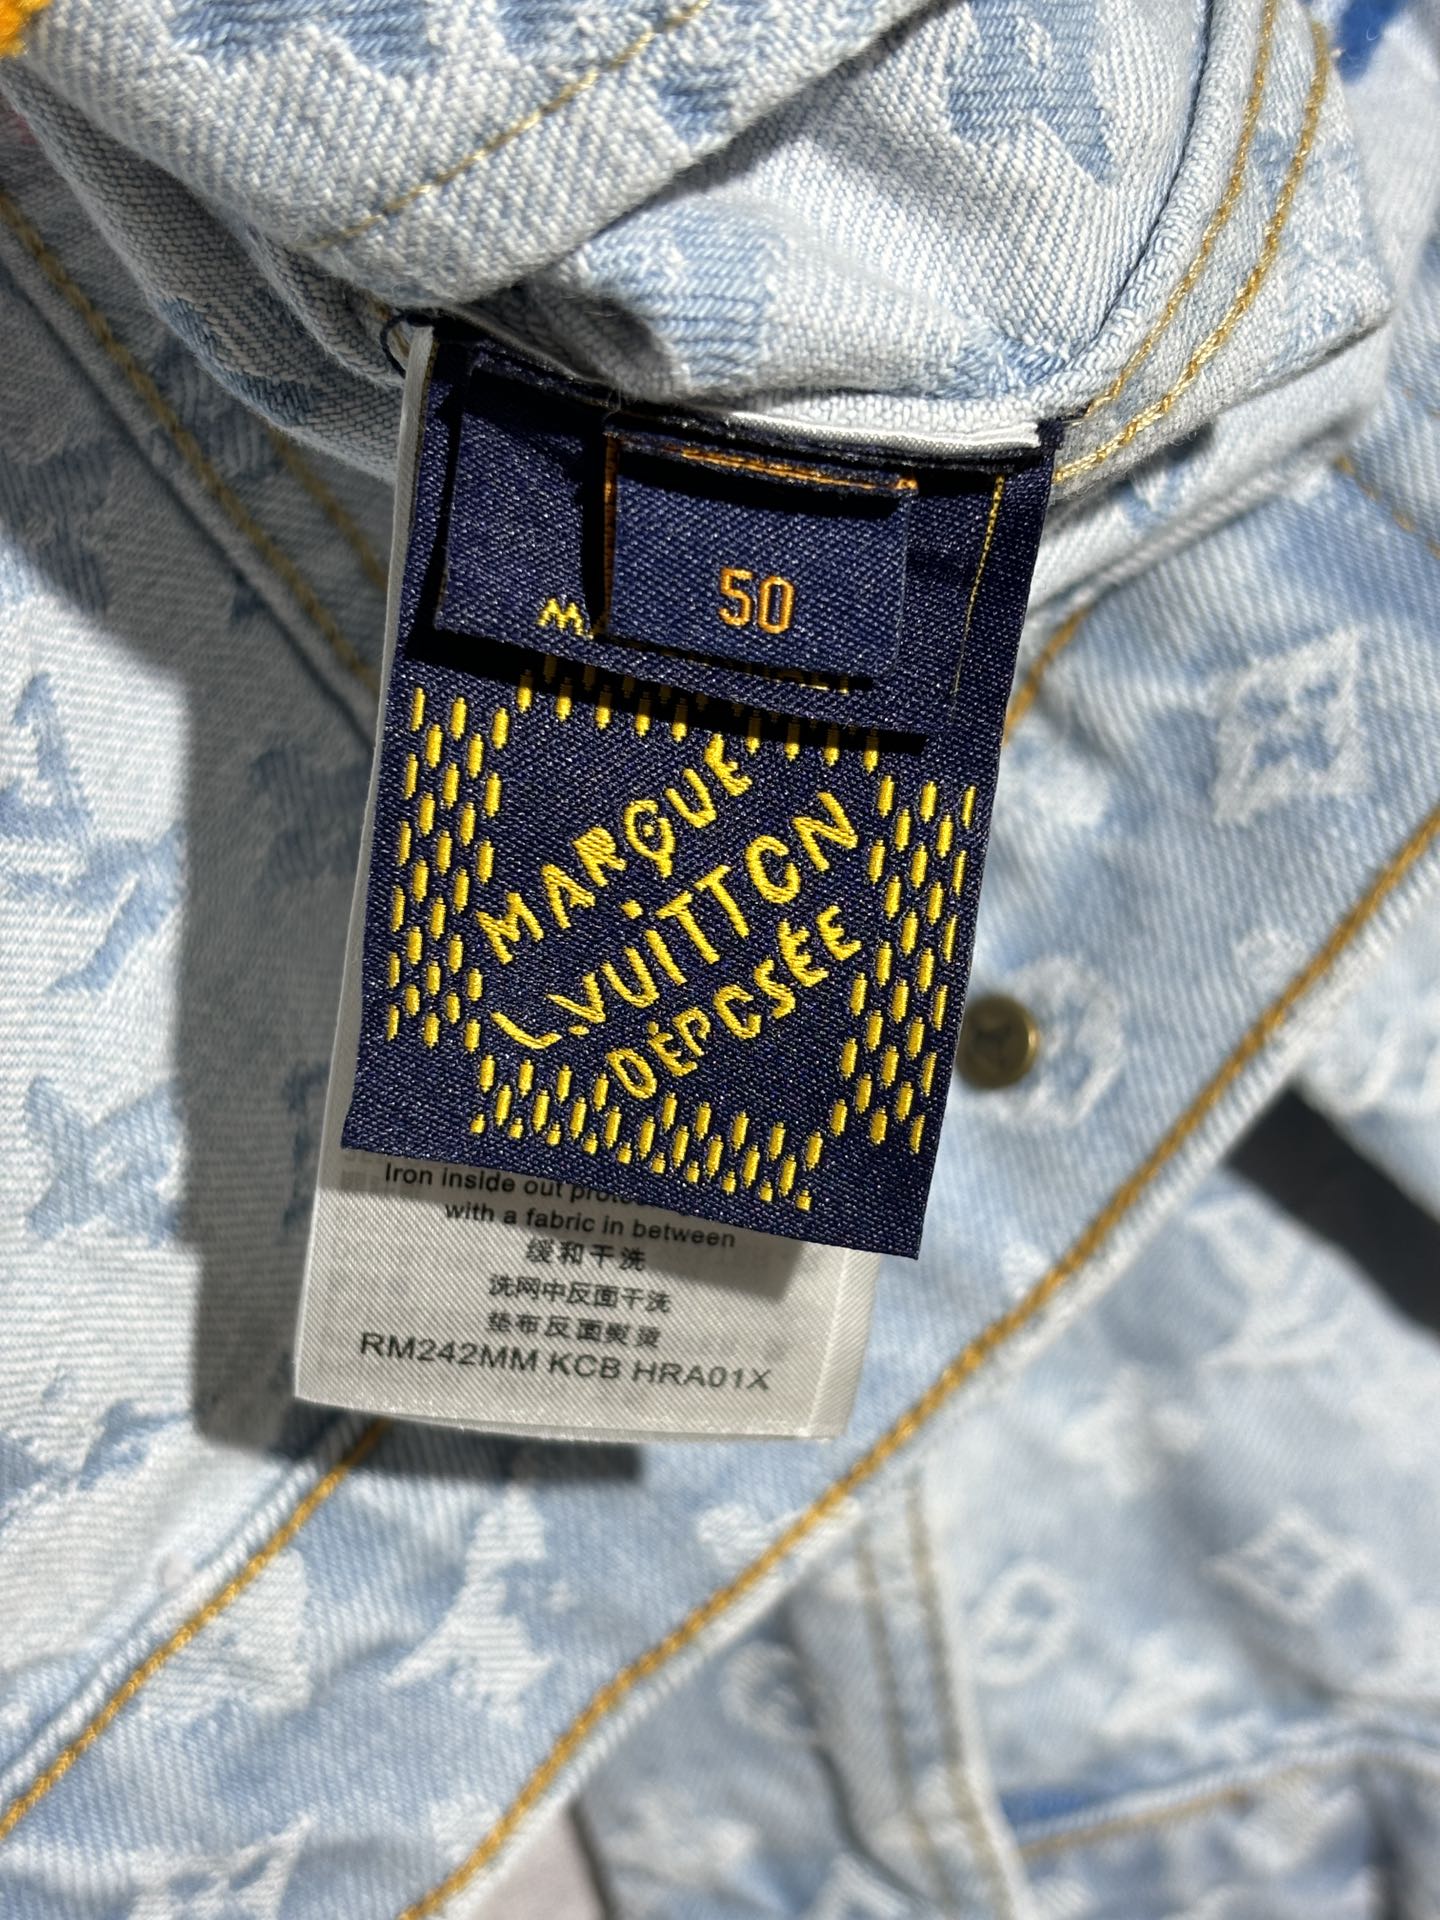 50
MARQUE
L.VUITTON
DÉPOSÉE
Iron inside out
with a fabric in between
缓和干洗
洗网中反面干洗
垫布反面熨烫
RM242MM KCB HRA01X